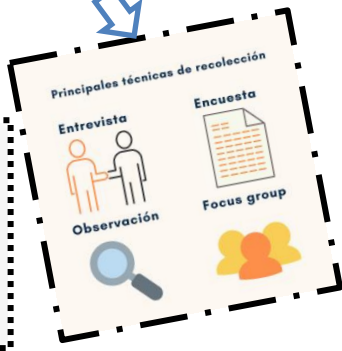 Principales técnicas de recolección
Entrevista
Encuesta
Observación
Focus group